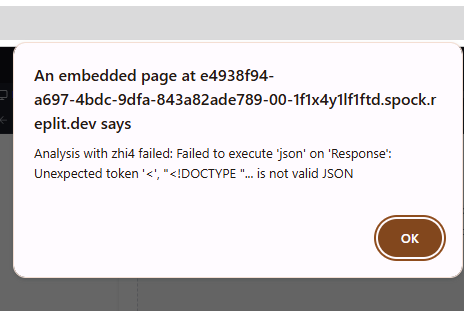 An embedded page at e4938f94-
a697-4bdc-9dfa-843a82ade789-00-1f1x4y1lf1ftd.spock.r
eplit.dev says
Analysis with zhi4 failed: Failed to execute 'json' on 'Response':
Unexpected token '<', "<!DOCTYPE "... is not valid JSON
OK